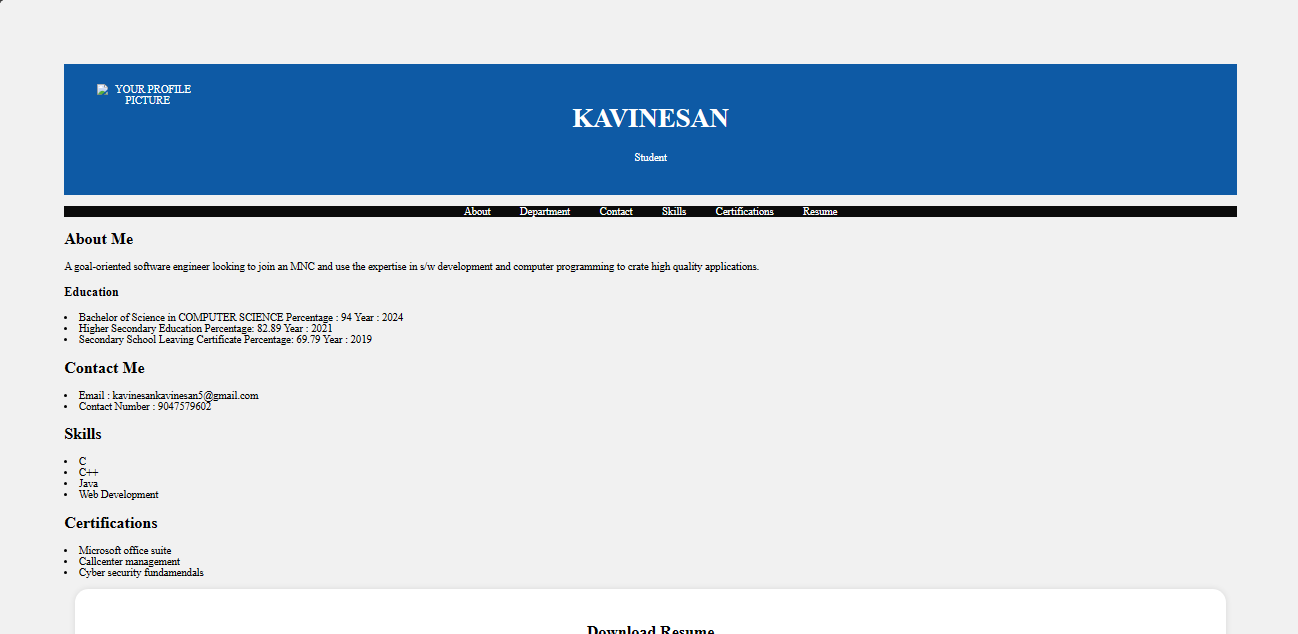 YOUR PROFILE
PICTURE
KAVINESAN
Student
About Department Contact Skills Certifications Resume
About Me
A goal-oriented software engineer looking to join an MNC and use the expertise in s/w development and computer programming to crate high quality applications.
Education
Bachelor of Science in COMPUTER SCIENCE Percentage : 94 Year : 2024
Higher Secondary Education Percentage: 82.89 Year : 2021
Secondary School Leaving Certificate Percentage: 69.79 Year : 2019
Contact Me
Email : kavinesankavinesan5@gmail.com
Contact Number : 9047579602
Skills
C
C++
Java
Web Development
Certifications
Microsoft office suite
Callcenter management
Cyber security fundamendals
Download Resume